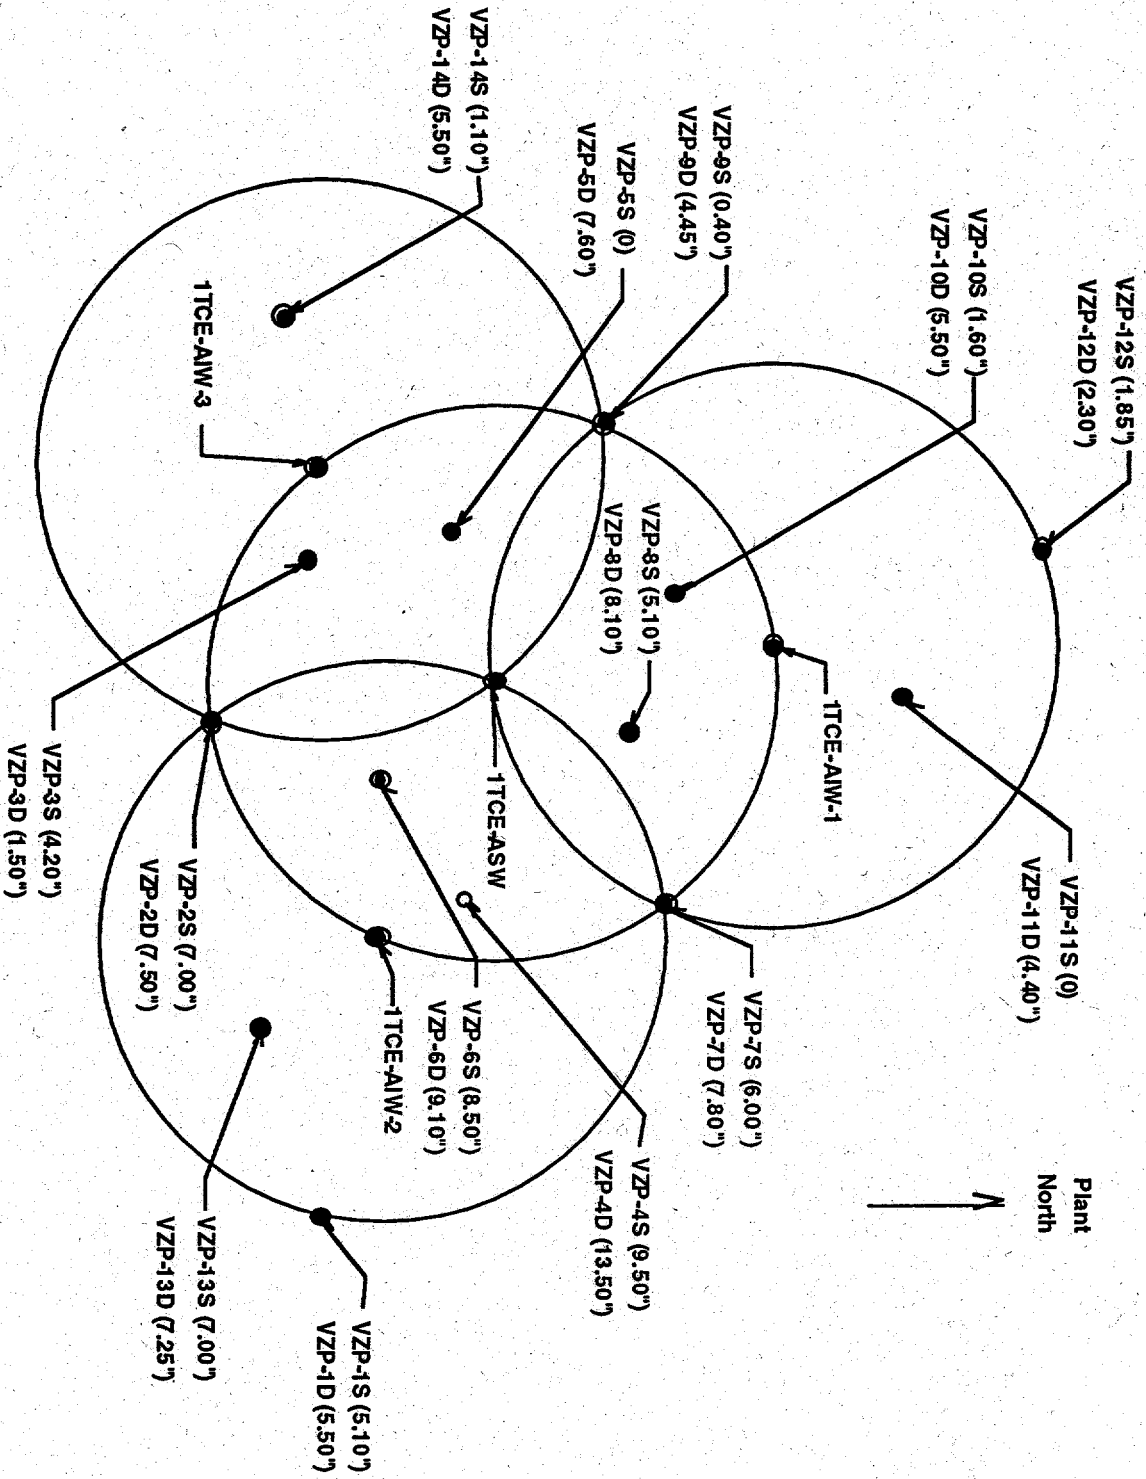 VZP-12S (1.85")
VZP-12D (2.30")
VZP-10S (1.60")
VZP-10D (5.50")
VZP-9S (0.40")
VZP-9D (4.45")
VZP-5S (0)
VZP-5D (7.60")
VZP-14S (1.10")
VZP-14D (5.50")
1TCE-AIW-3
VZP-8S (5.10")
VZP-8D (8.10")
1TCE-AIW-1
1TCE-ASW
VZP-11S (0)
VZP-11D (4.40")
VZP-7S (6.00")
VZP-7D (7.80")
VZP-6S (8.50")
VZP-6D (9.10")
1TCE-AIW-2
VZP-4S (9.50")
VZP-4D (13.50")
VZP-3S (4.20")
VZP-3D (1.50")
VZP-2S (7.00")
VZP-2D (7.50")
VZP-13S (7.00")
VZP-13D (7.25")
VZP-1S (5.10")
VZP-1D (5.50")
Plant
North